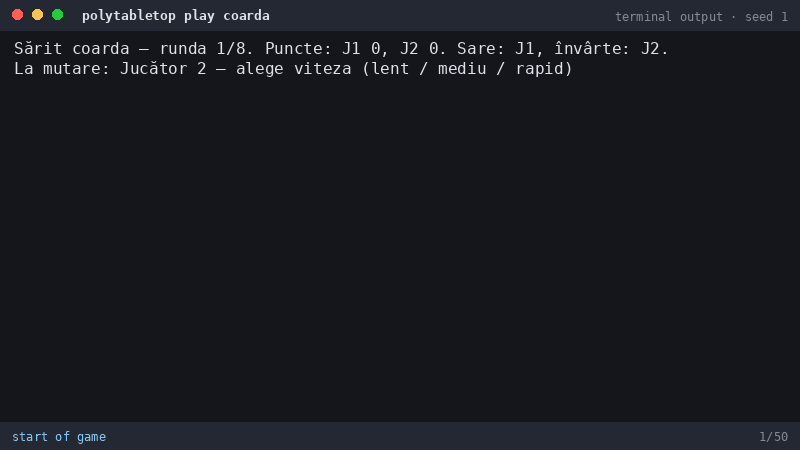 polytabletop play coarda
terminal output · seed 1
Sărit coarda — runda 1/8. Puncte: J1 0, J2 0. Sare: J1, învârte: J2.
La mutare: Jucător 2 — alege viteza (lent / mediu / rapid)
start of game
1/50